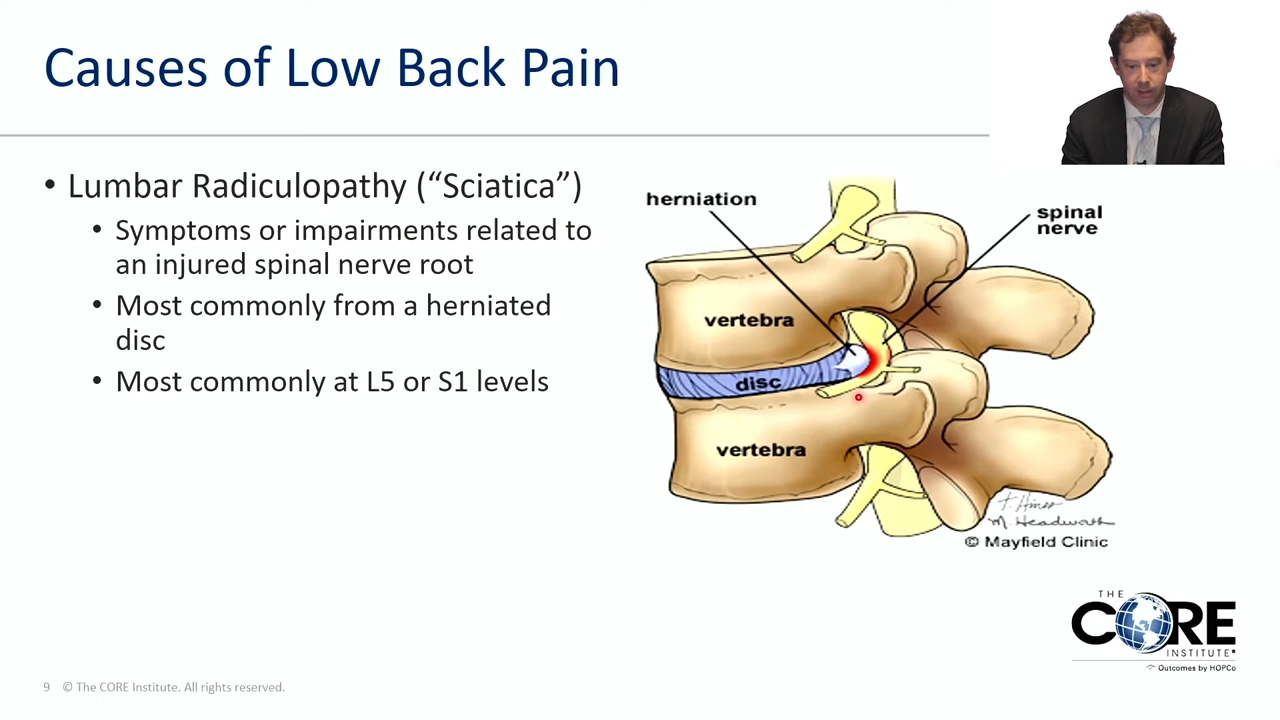 Causes of Low Back Pain
• Lumbar Radiculopathy (“Sciatica”)
• Symptoms or impairments related to
an injured spinal nerve root
• Most commonly from a herniated
disc
• Most commonly at L5 or S1 levels
herniation
spinal
nerve
vertebra
disc
vertebra
M. Headworth
© Mayfield Clinic
THE
CORE
INSTITUTE
Outcomes by HOPCo
9 © The CORE Institute. All rights reserved.